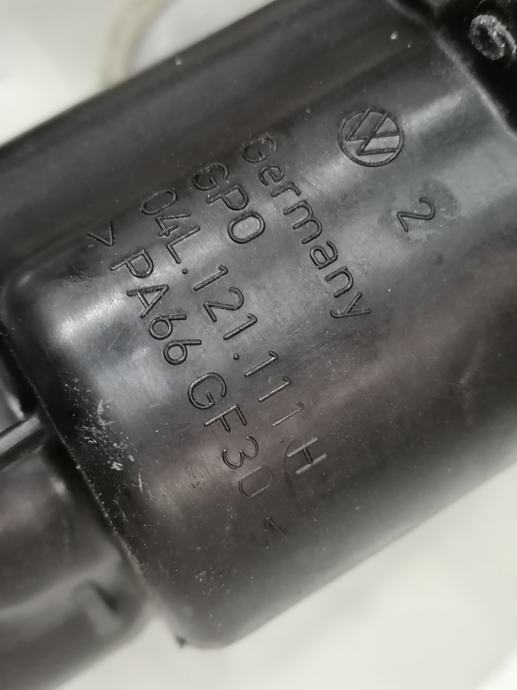 2
Germany
GPO
04L.121.111 H
>PA66 GF30<